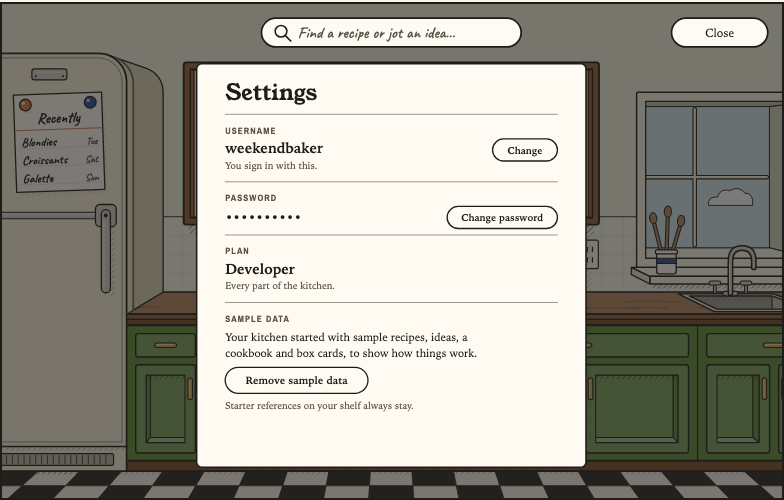 Find a recipe or jot an idea...
Close
Settings
USERNAME
weekendbaker
Change
You sign in with this.
PASSWORD
••••••••••
Change password
PLAN
Developer
Every part of the kitchen.
SAMPLE DATA
Your kitchen started with sample recipes, ideas, a
cookbook and box cards, to show how things work.
Remove sample data
Starter references on your shelf always stay.
Recently
Blondies Tue
Croissants Sat
Galette Sun